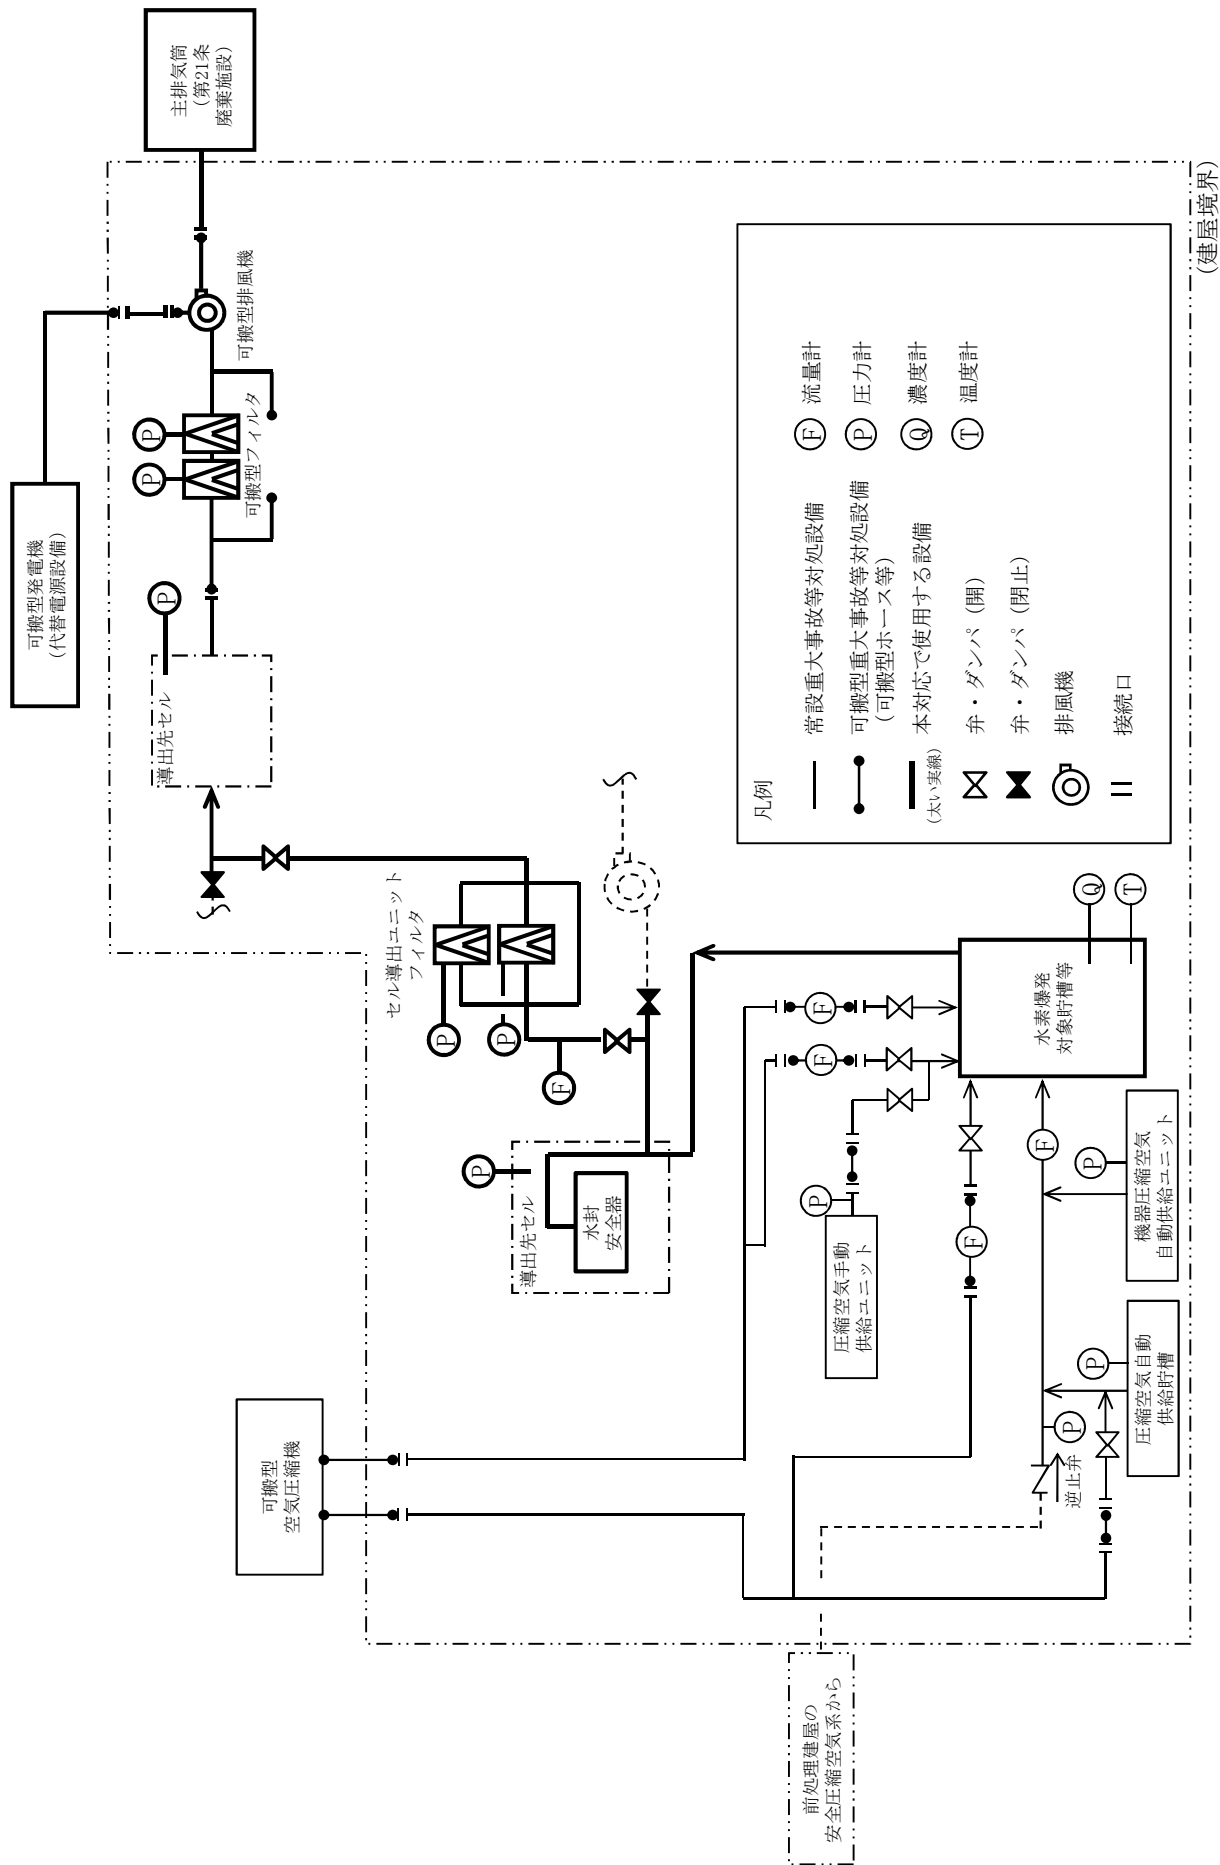 主排気筒
(第21条
廃棄施設)
可搬型発電機
(代替電源設備)
可搬型排風機
P
P
可搬型フィルタ
P
導出先セル
セル導出ユニット
フィルタ
P
P
F
P
導出先セル
水封
安全器
可搬型
空気圧縮機
前処理建屋の
安全圧縮空気系から
F
F
P
圧縮空気手動
供給ユニット
F
F
水素爆発
対象貯槽等
Q
T
P
機器圧縮空気
自動供給ユニット
P
圧縮空気自動
供給貯槽
P
逆止弁
(建屋境界)
凡例
常設重大事故等対処設備
可搬型重大事故等対処設備
(可搬型ホース等)
本対応で使用する設備
(太い実線)
弁・ダンパ (開)
弁・ダンパ (閉止)
排風機
接続口
F 流量計
P 圧力計
Q 濃度計
T 温度計